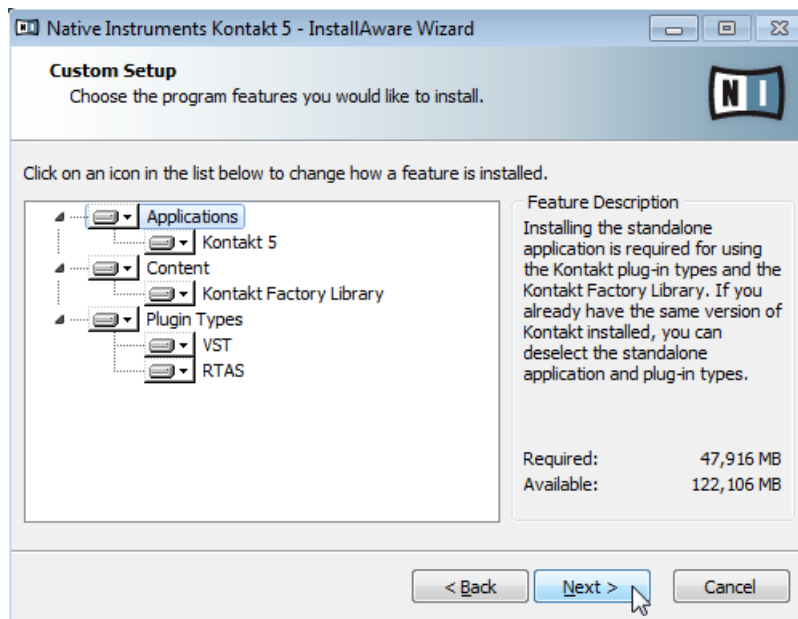 Native Instruments Kontakt 5 - InstallAware Wizard
Custom Setup
Choose the program features you would like to install.
N I
Click on an icon in the list below to change how a feature is installed.
Applications
Kontakt 5
Content
Kontakt Factory Library
Plugin Types
VST
RTAS
Feature Description
Installing the standalone
application is required for using
the Kontakt plug-in types and the
Kontakt Factory Library. If you
already have the same version of
Kontakt installed, you can
deselect the standalone
application and plug-in types.
Required: 47,916 MB
Available: 122,106 MB
< Back Next > Cancel